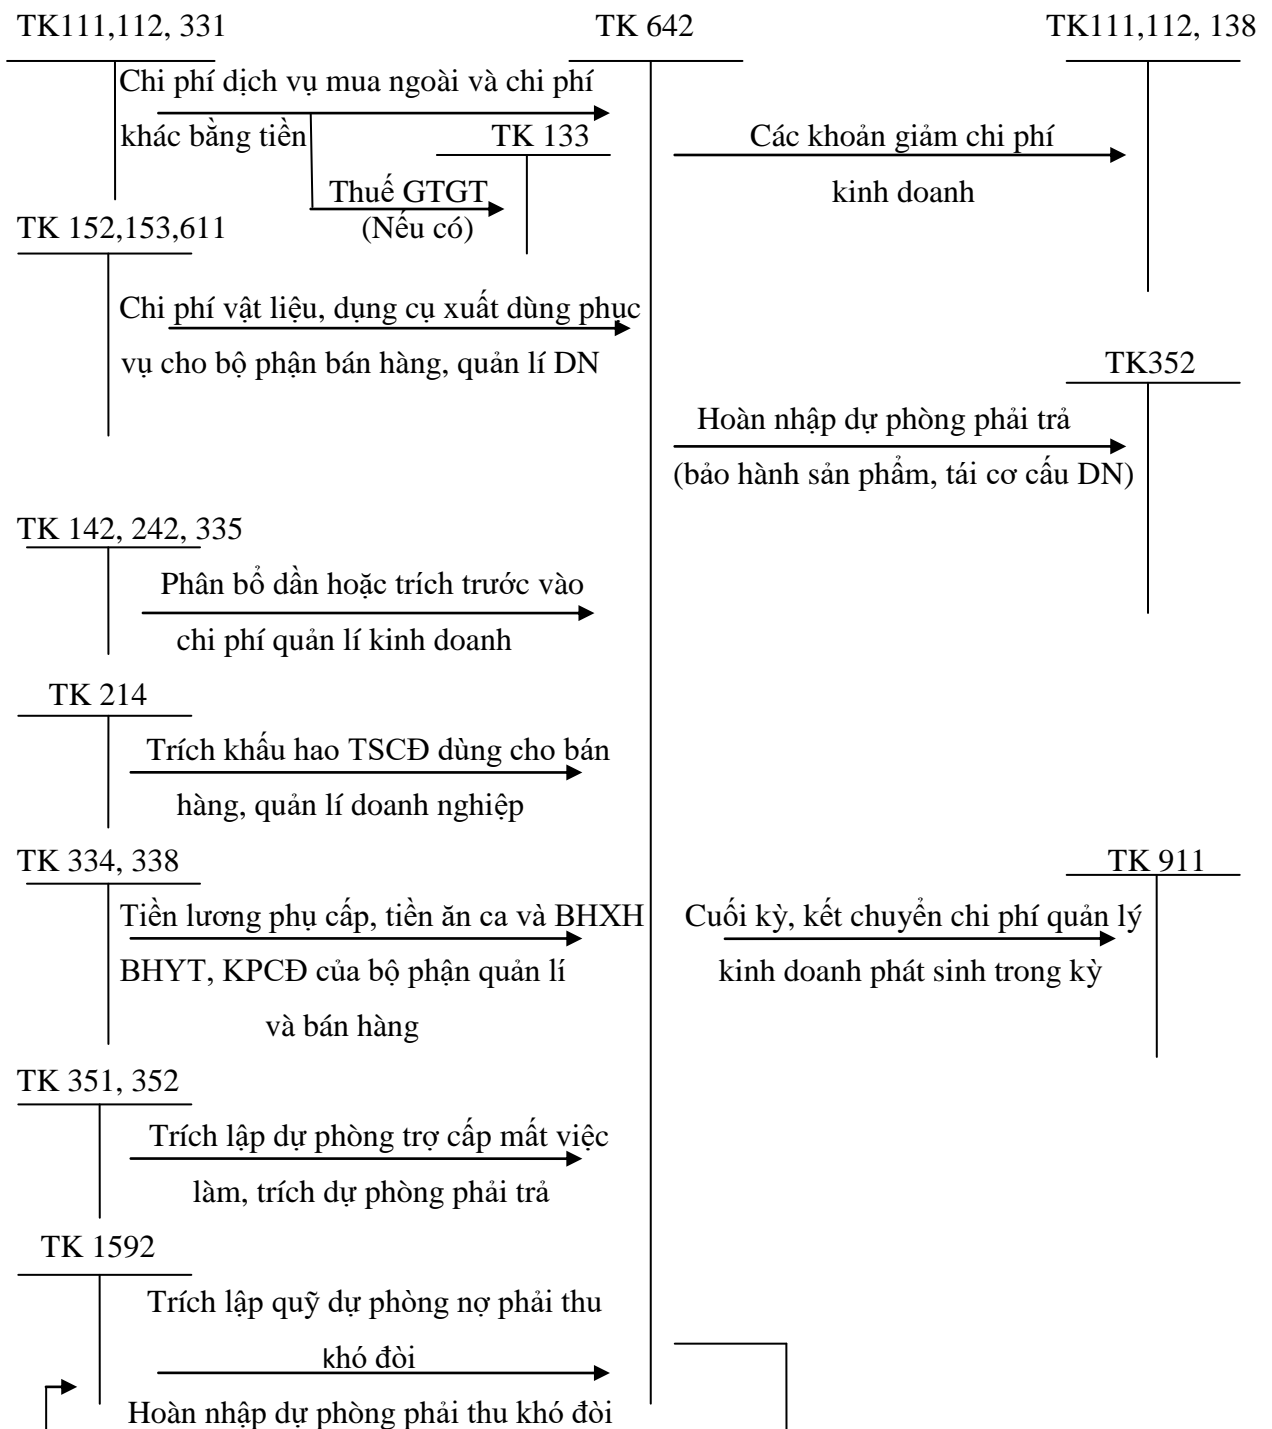 TK111,112, 331
TK 642
TK111,112, 138
Chi phí dịch vụ mua ngoài và chi phí
khác bằng tiền
TK 133
Các khoản giảm chi phí
Thuế GTGT
kinh doanh
TK 152,153,611
(Nếu có)
Chi phí vật liệu, dụng cụ xuất dùng phục
vụ cho bộ phận bán hàng, quản lí DN
TK352
Hoàn nhập dự phòng phải trả
(bảo hành sản phẩm, tái cơ cấu DN)
TK 142, 242, 335
Phân bổ dần hoặc trích trước vào
chi phí quản lí kinh doanh
TK 214
Trích khấu hao TSCĐ dùng cho bán
hàng, quản lí doanh nghiệp
TK 334, 338
TK 911
Tiền lương phụ cấp, tiền ăn ca và BHXH
Cuối kỳ, kết chuyển chi phí quản lý
BHYT, KPCĐ của bộ phận quản lí
kinh doanh phát sinh trong kỳ
và bán hàng
TK 351, 352
Trích lập dự phòng trợ cấp mất việc
làm, trích dự phòng phải trả
TK 1592
Trích lập quỹ dự phòng nợ phải thu
khó đòi
Hoàn nhập dự phòng phải thu khó đòi